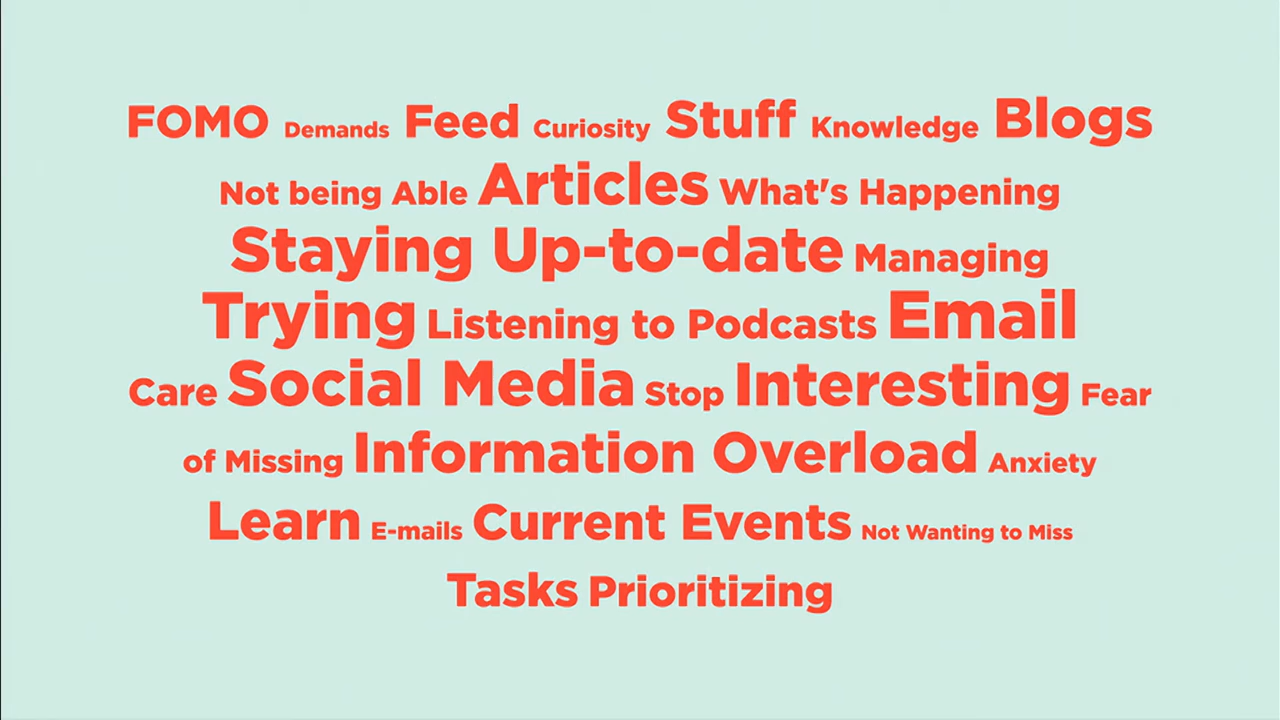 FOMO Demands Feed Curiosity Stuff Knowledge Blogs
Not being Able Articles What's Happening
Staying Up-to-date Managing
Trying Listening to Podcasts Email
Care Social Media Stop Interesting Fear
of Missing Information Overload Anxiety
Learn E-mails Current Events Not Wanting to Miss
Tasks Prioritizing